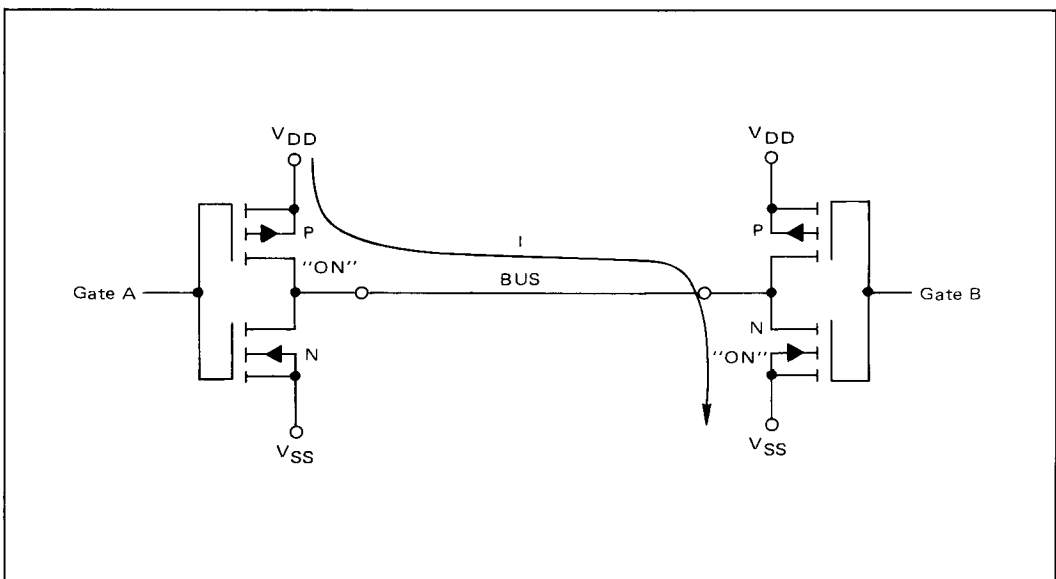 VDD
VDD
P
I
P
"ON"
BUS
Gate A
Gate B
N
N
"ON"
VSS
VSS